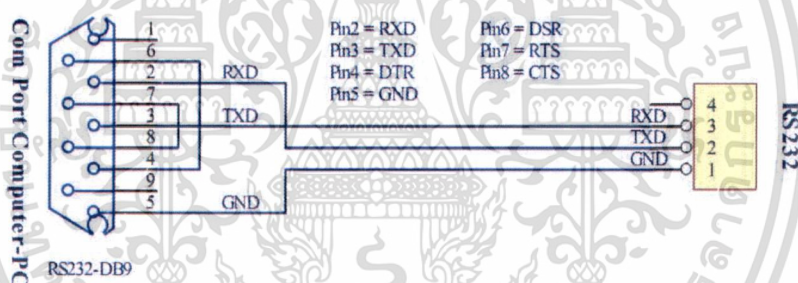 Com Port Computer-PC
1
6
2
7
3
8
4
9
5
RXD
TXD
GND
RS232-DB9
Pin2 = RXD
Pin3 = TXD
Pin4 = DTR
Pin5 = GND
Pin6 = DSR
Pin7 = RTS
Pin8 = CTS
RXD
TXD
GND
4
3
2
1
RS232